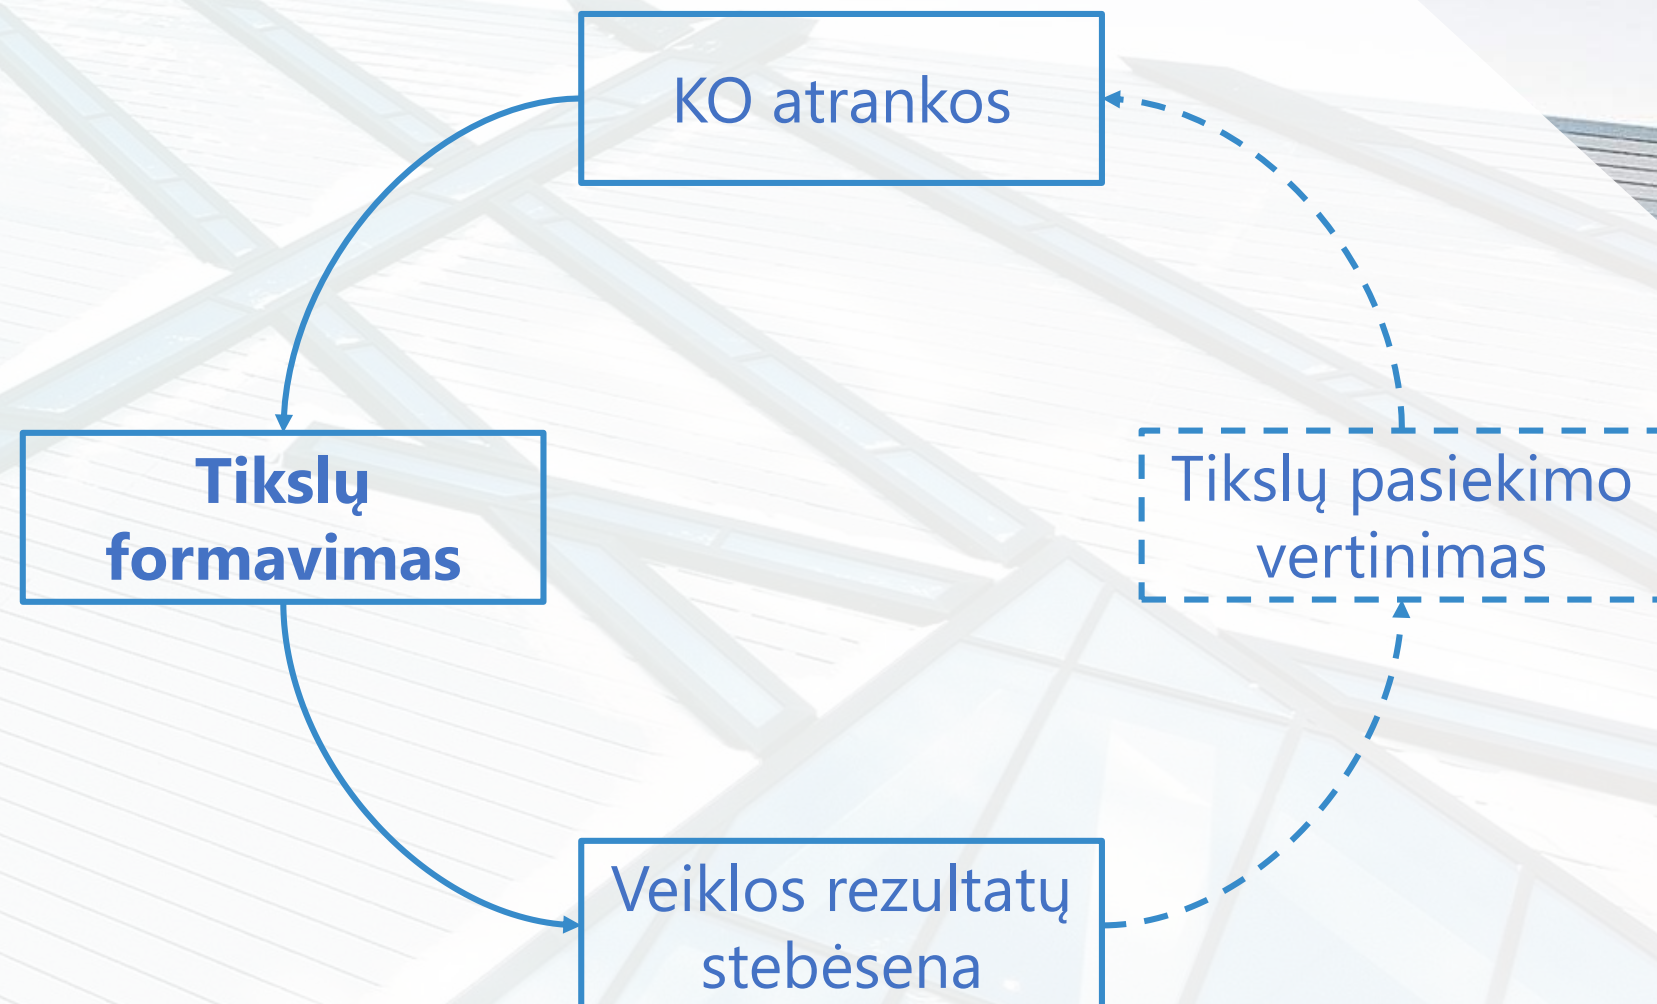 KO atrankos
Tikslų
formavimas
Tikslų pasiekimo
vertinimas
Veiklos rezultatų
stebėsena